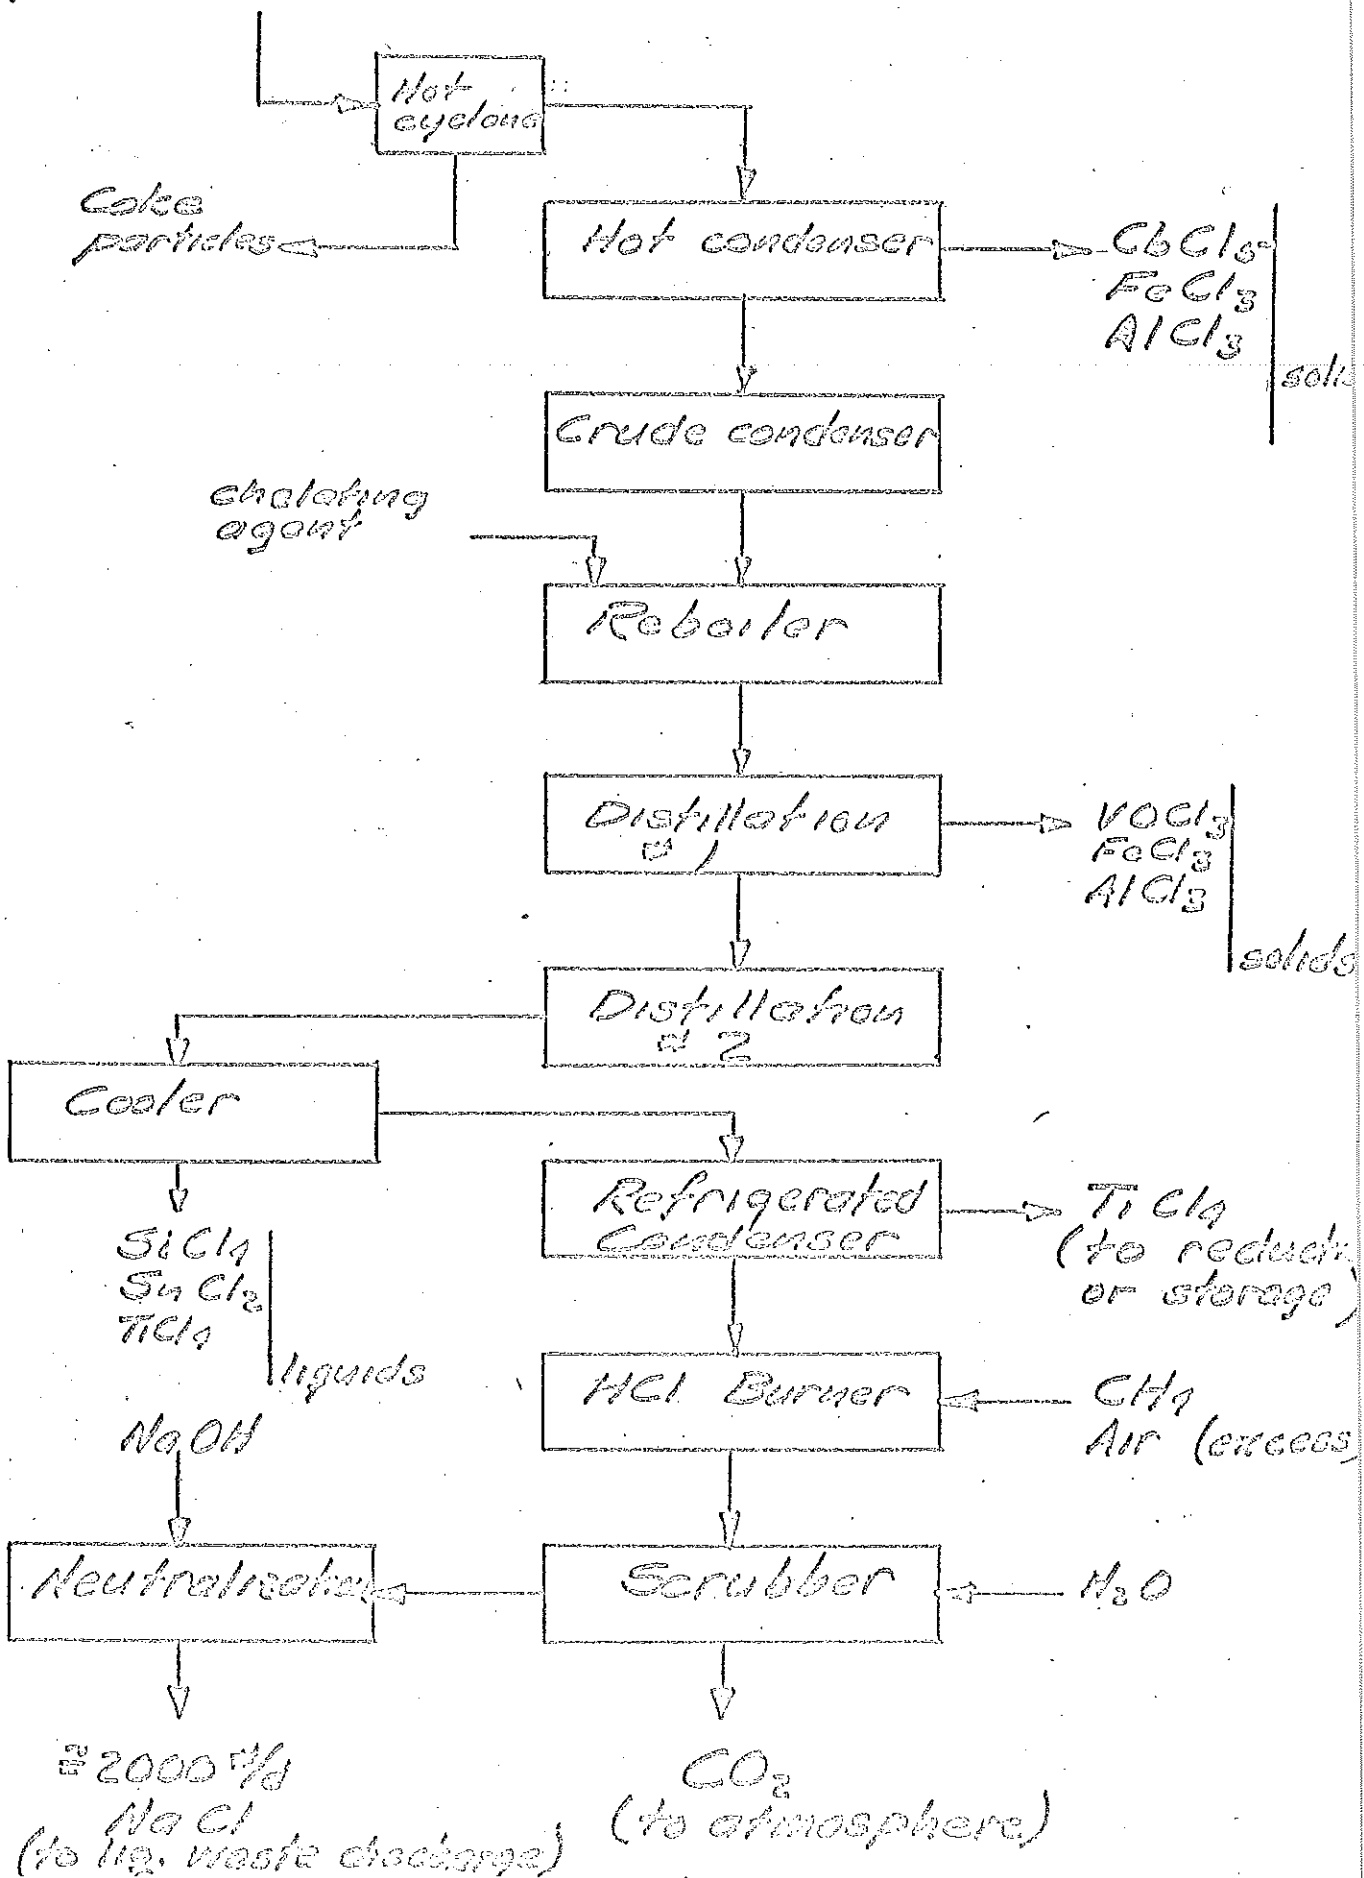 Hot
cyclone
Coke
particles
Hot condenser
CbCl5
FeCl3
AlCl3
Crude condenser
chelating
agent
Reboiler
Distillation
# 1
VOCl3
FeCl3
AlCl3
solids
Distillation
# 2
Cooler
Refrigerated
Condenser
TiCl4
(to
or storage)
SiCl4
SnCl2
TiCl4
liquids
HCl Burner
CH4
Air (excess
NaOH
Neutralization
Scrubber
H2O
≅2000 #/d
NaCl
(to liq. waste discharge)
CO2
(to atmosphere)